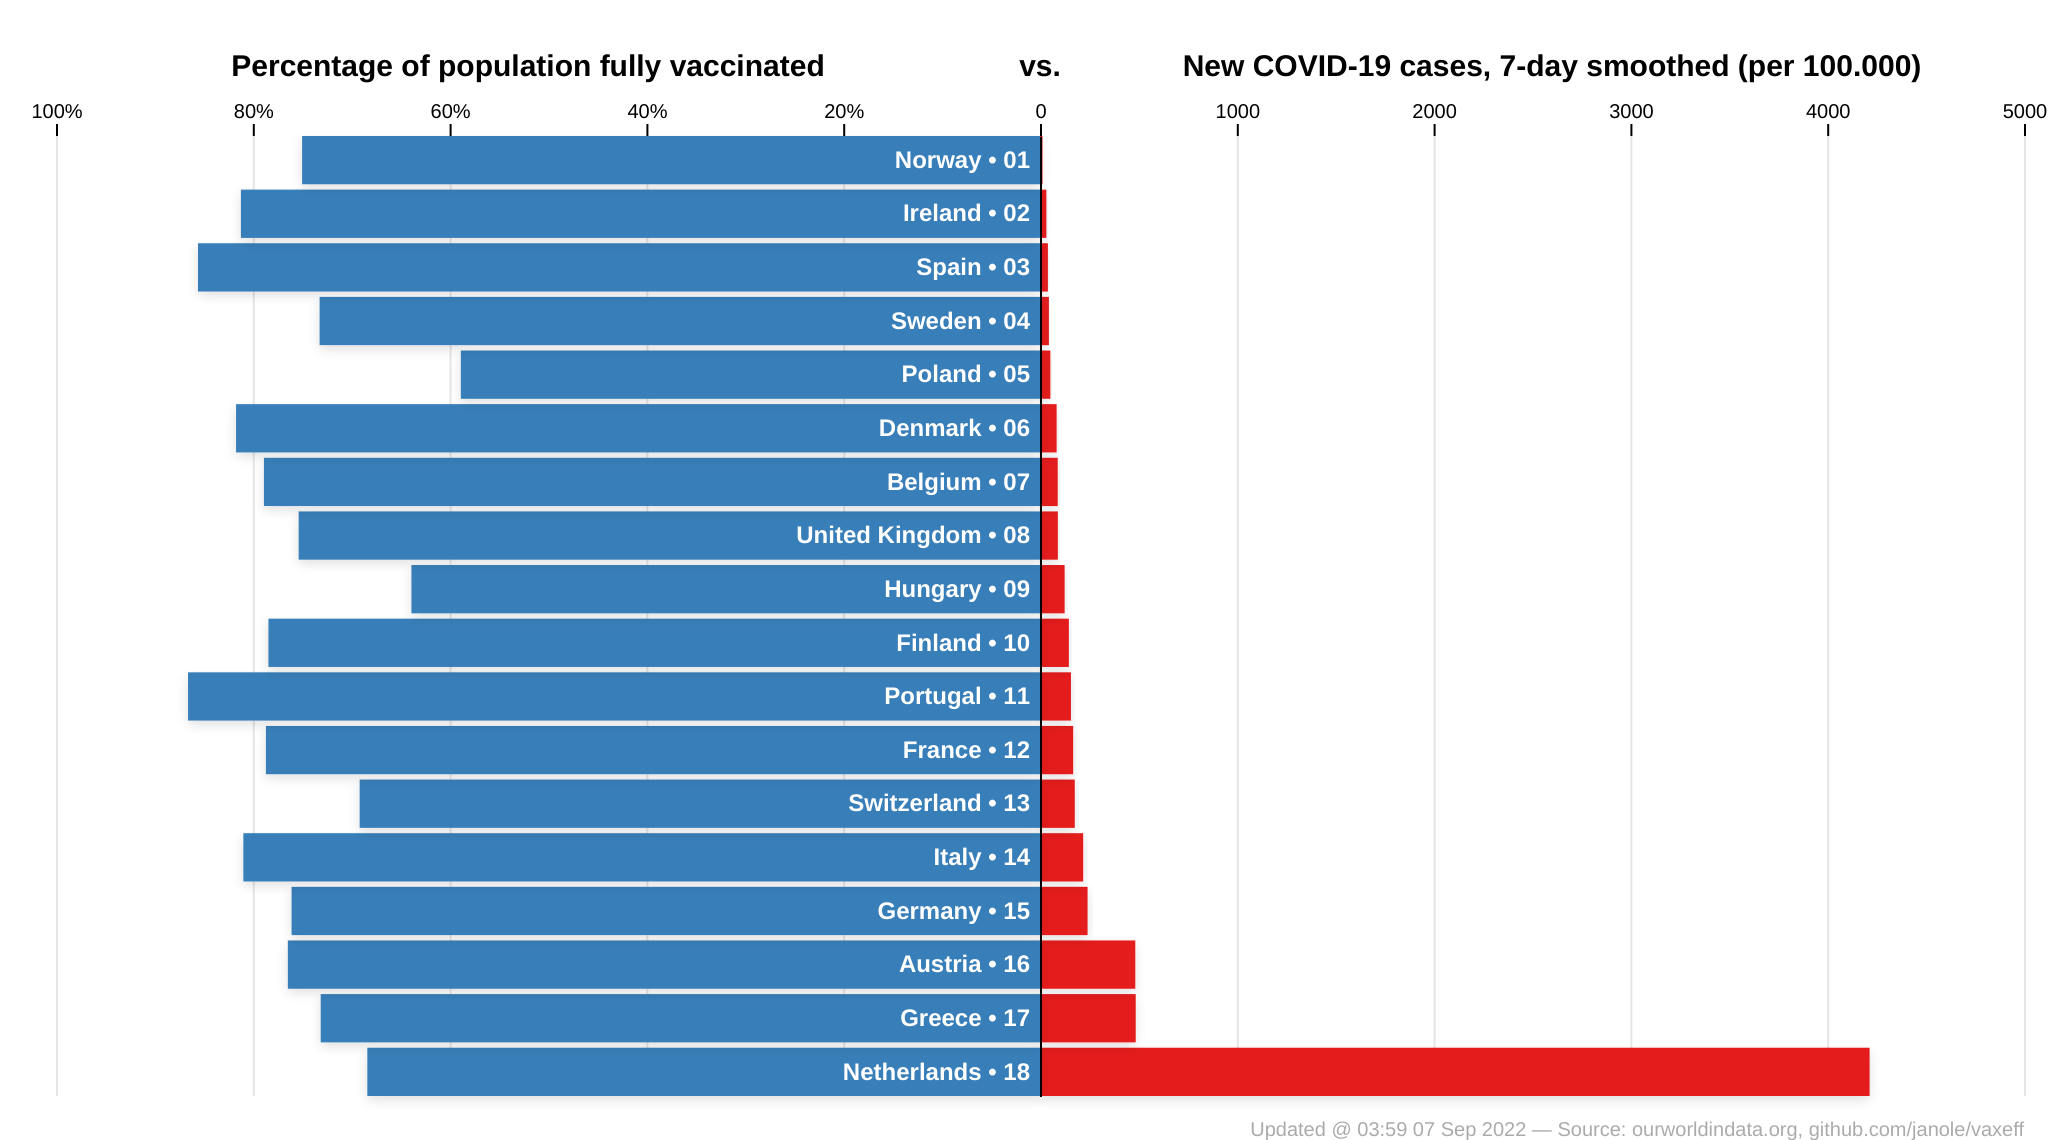 Percentage of population fully vaccinated vs. New COVID-19 cases, 7-day smoothed (per 100.000)
100% 80% 60% 40% 20% 0 1000 2000 3000 4000 5000
Norway • 01
Ireland • 02
Spain • 03
Sweden • 04
Poland • 05
Denmark • 06
Belgium • 07
United Kingdom • 08
Hungary • 09
Finland • 10
Portugal • 11
France • 12
Switzerland • 13
Italy • 14
Germany • 15
Austria • 16
Greece • 17
Netherlands • 18
Updated @ 03:59 07 Sep 2022 — Source: ourworldindata.org, github.com/janole/vaxeff